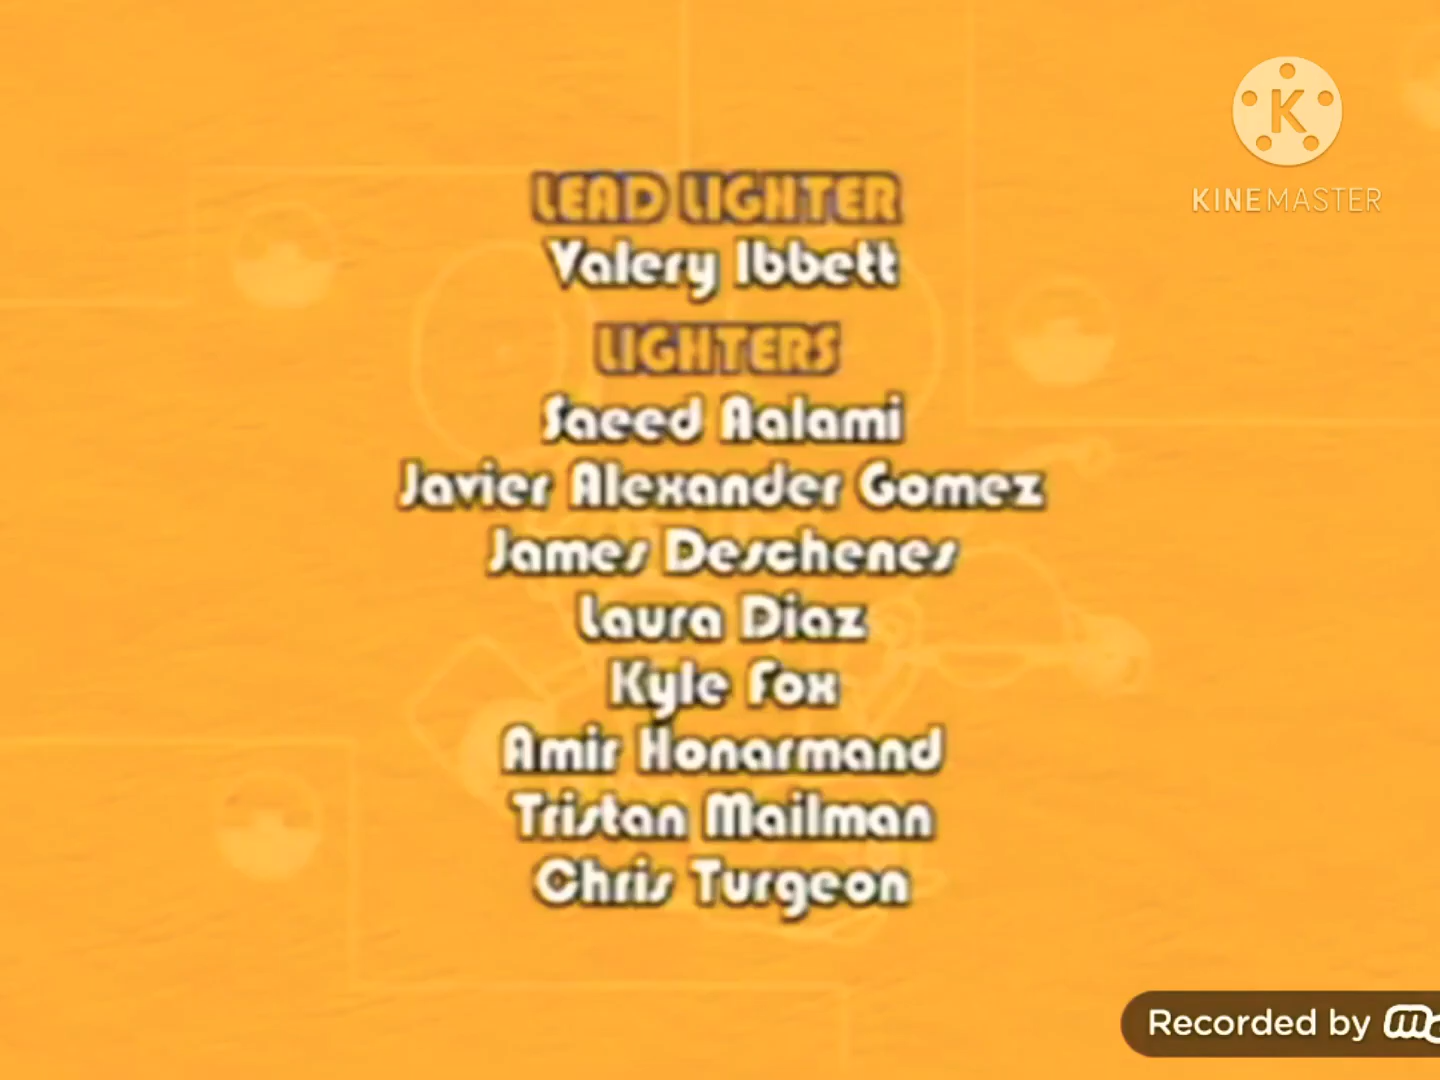 K
KINEMASTER
LEAD LIGHTER
Valery Ibbett
LIGHTERS
Saeed Aalami
Javier Alexander Gomez
James Deschenes
Laura Diaz
Kyle Fox
Amir Honarmand
Tristan Mailman
Chris Turgeon
Recorded by